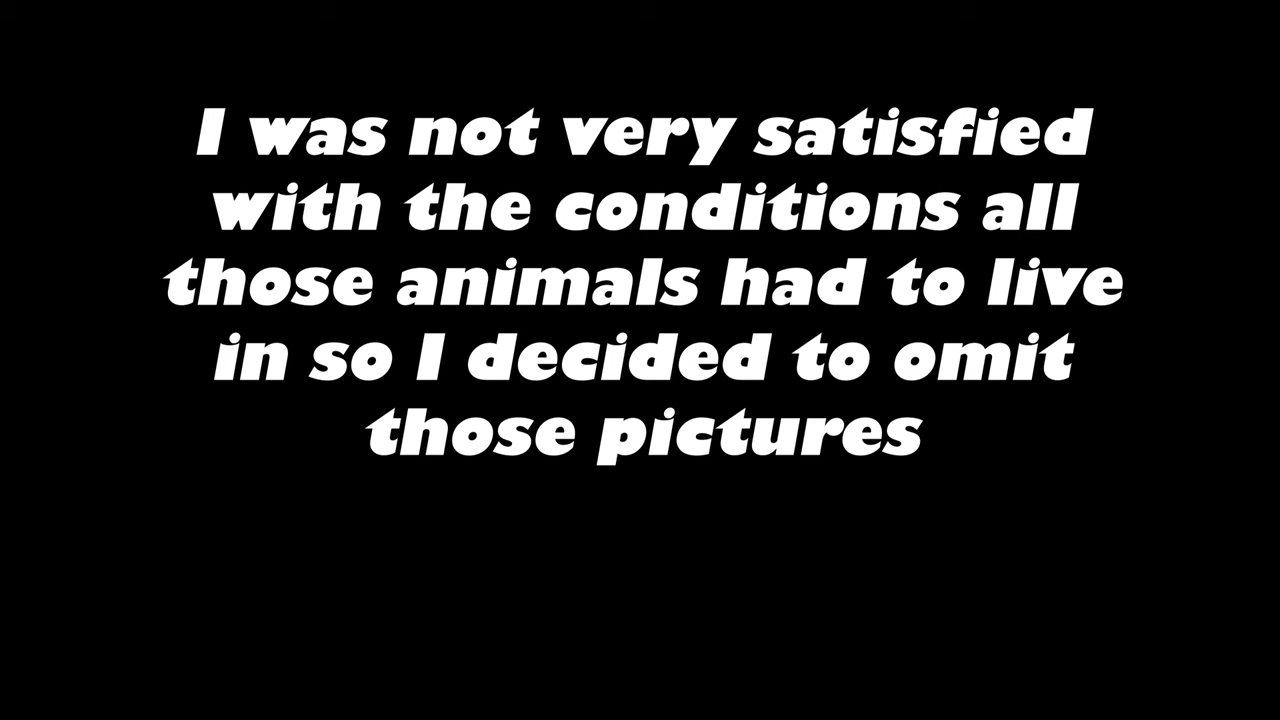 I was not very satisfied
with the conditions all
those animals had to live
in so I decided to omit
those pictures